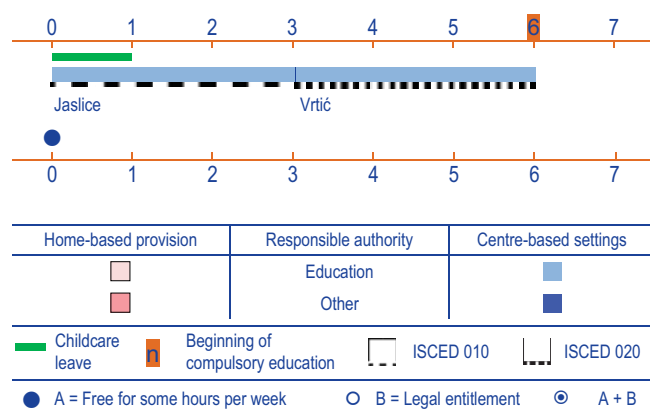 0 1 2 3 4 5 6 7
Jaslice Vrtić
0 1 2 3 4 5 6 7
Home-based provision Responsible authority Centre-based settings
Education
Other
Childcare leave n Beginning of compulsory education ISCED 010 ISCED 020
A = Free for some hours per week B = Legal entitlement A + B